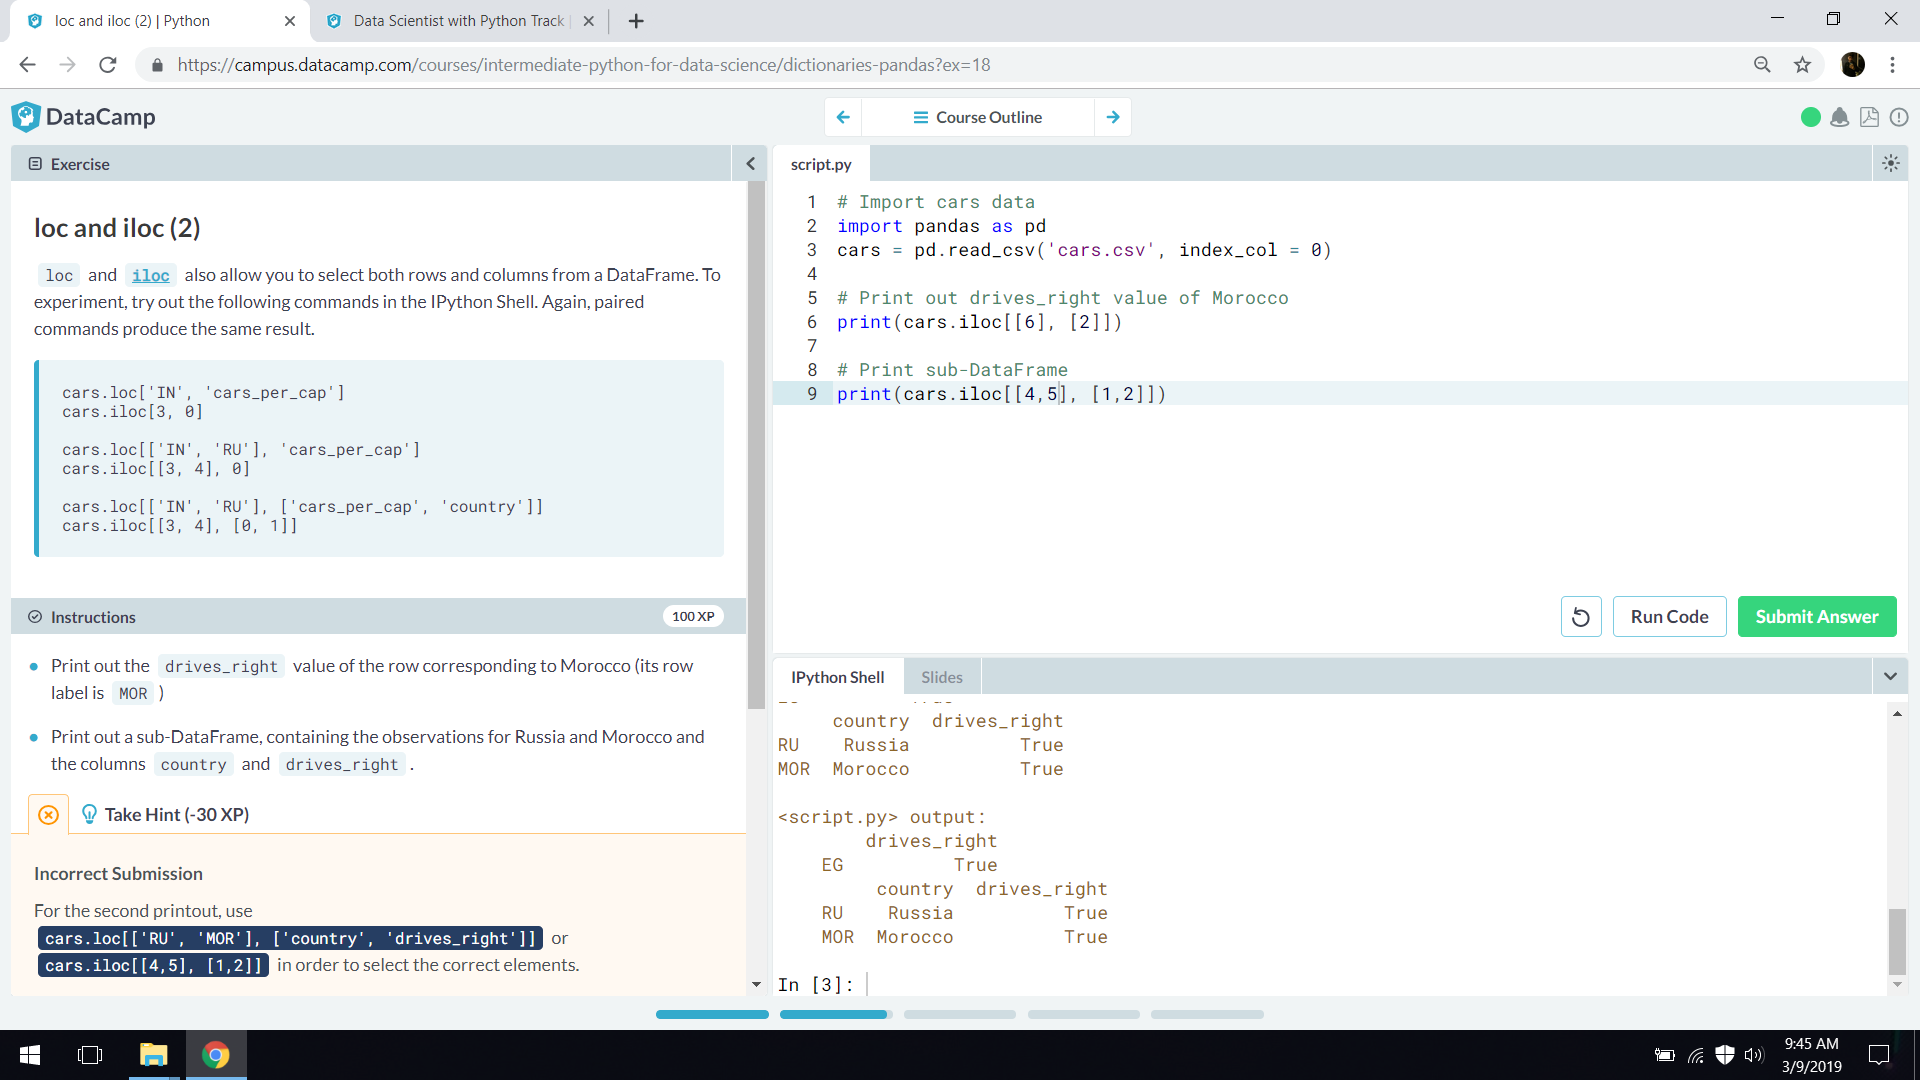 loc and iloc (2) | Python
Data Scientist with Python Track
https://campus.datacamp.com/courses/intermediate-python-for-data-science/dictionaries-pandas?ex=18
DataCamp
Course Outline
Exercise
loc and iloc (2)
loc and iloc also allow you to select both rows and columns from a DataFrame. To
experiment, try out the following commands in the IPython Shell. Again, paired
commands produce the same result.
cars.loc['IN', 'cars_per_cap']
cars.iloc[3, 0]
cars.loc[['IN', 'RU'], 'cars_per_cap']
cars.iloc[[3, 4], 0]
cars.loc[['IN', 'RU'], ['cars_per_cap', 'country']]
cars.iloc[[3, 4], [0, 1]]
Instructions
100 XP
Print out the drives_right value of the row corresponding to Morocco (its row
label is MOR )
Print out a sub-DataFrame, containing the observations for Russia and Morocco and
the columns country and drives_right .
Take Hint (-30 XP)
Incorrect Submission
For the second printout, use
cars.loc[['RU', 'MOR'], ['country', 'drives_right']] or
cars.iloc[[4,5], [1,2]] in order to select the correct elements.
script.py
1 # Import cars data
2 import pandas as pd
3 cars = pd.read_csv('cars.csv', index_col = 0)
4
5 # Print out drives_right value of Morocco
6 print(cars.iloc[[6], [2]])
7
8 # Print sub-DataFrame
9 print(cars.iloc[[4,5], [1,2]])
Run Code
Submit Answer
IPython Shell
Slides
country drives_right
RU Russia True
MOR Morocco True
<script.py> output:
drives_right
EG True
country drives_right
RU Russia True
MOR Morocco True
In [3]:
9:45 AM
3/9/2019